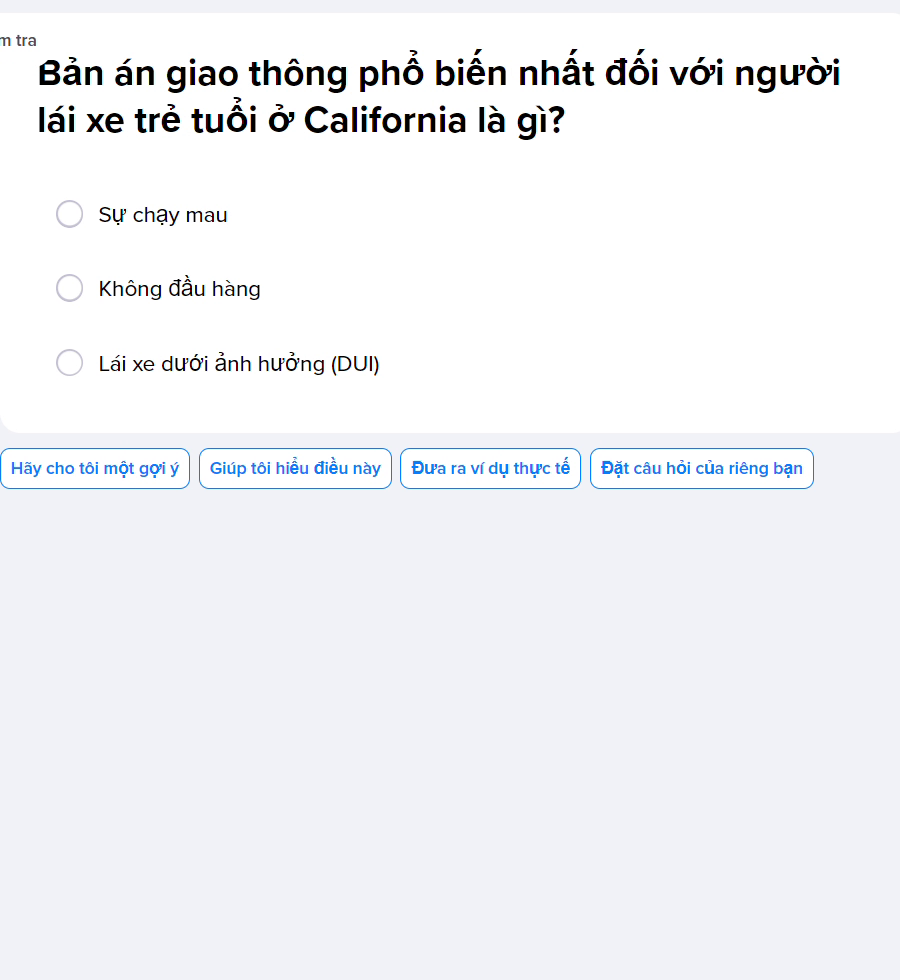 m tra
Bản án giao thông phổ biến nhất đối với người
lái xe trẻ tuổi ở California là gì?
Sự chạy mau
Không đầu hàng
Lái xe dưới ảnh hưởng (DUI)
Hãy cho tôi một gợi ý
Giúp tôi hiểu điều này
Đưa ra ví dụ thực tế
Đặt câu hỏi của riêng bạn